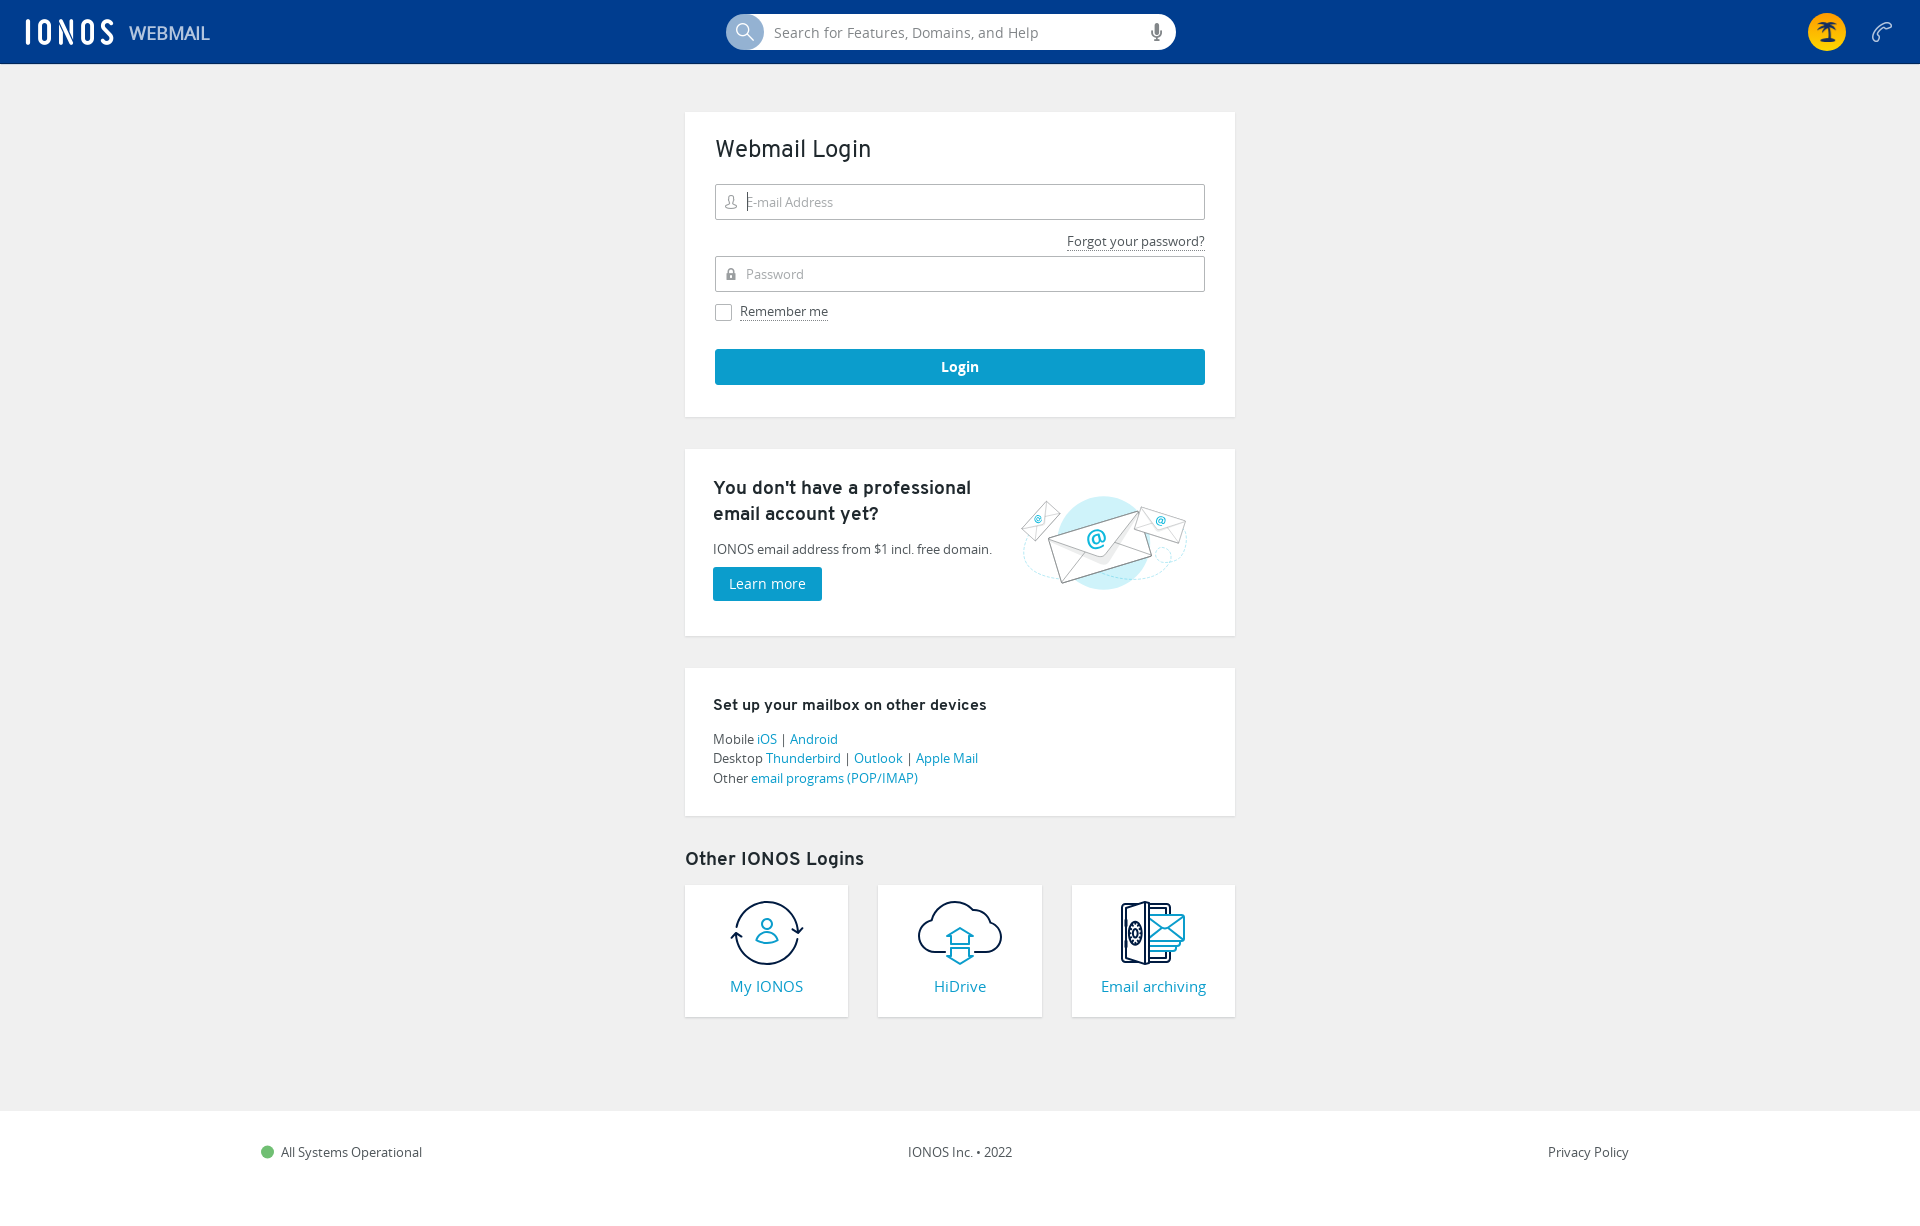 IONOS WEBMAIL
Search for Features, Domains, and Help
Webmail Login
E-mail Address
Forgot your password?
Password
Remember me
Login
You don't have a professional
email account yet?
IONOS email address from $1 incl. free domain.
Learn more
@
@
@
Set up your mailbox on other devices
Mobile iOS | Android
Desktop Thunderbird | Outlook | Apple Mail
Other email programs (POP/IMAP)
Other IONOS Logins
My IONOS
HiDrive
Email archiving
All Systems Operational
IONOS Inc. • 2022
Privacy Policy